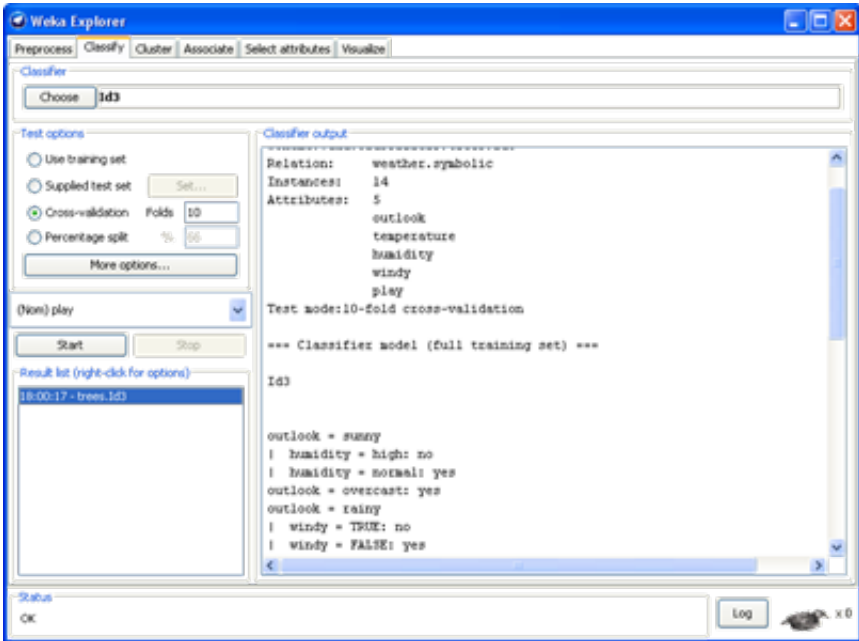 Weka Explorer
Preprocess Classify Cluster Associate Select attributes Visualize
Classifier
Choose Id3
Test options
Use training set
Supplied test set Set...
Cross-validation Folds 10
Percentage split % 66
More options...
(Nom) play
Start Stop
Result list (right-click for options)
18:00:17 - trees.Id3
Classifier output
Relation: weather.symbolic
Instances: 14
Attributes: 5
outlook
temperature
humidity
windy
play
Test mode:10-fold cross-validation
=== Classifier model (full training set) ===
Id3
outlook = sunny
| humidity = high: no
| humidity = normal: yes
outlook = overcast: yes
outlook = rainy
| windy = TRUE: no
| windy = FALSE: yes
Status
OK
Log x 0